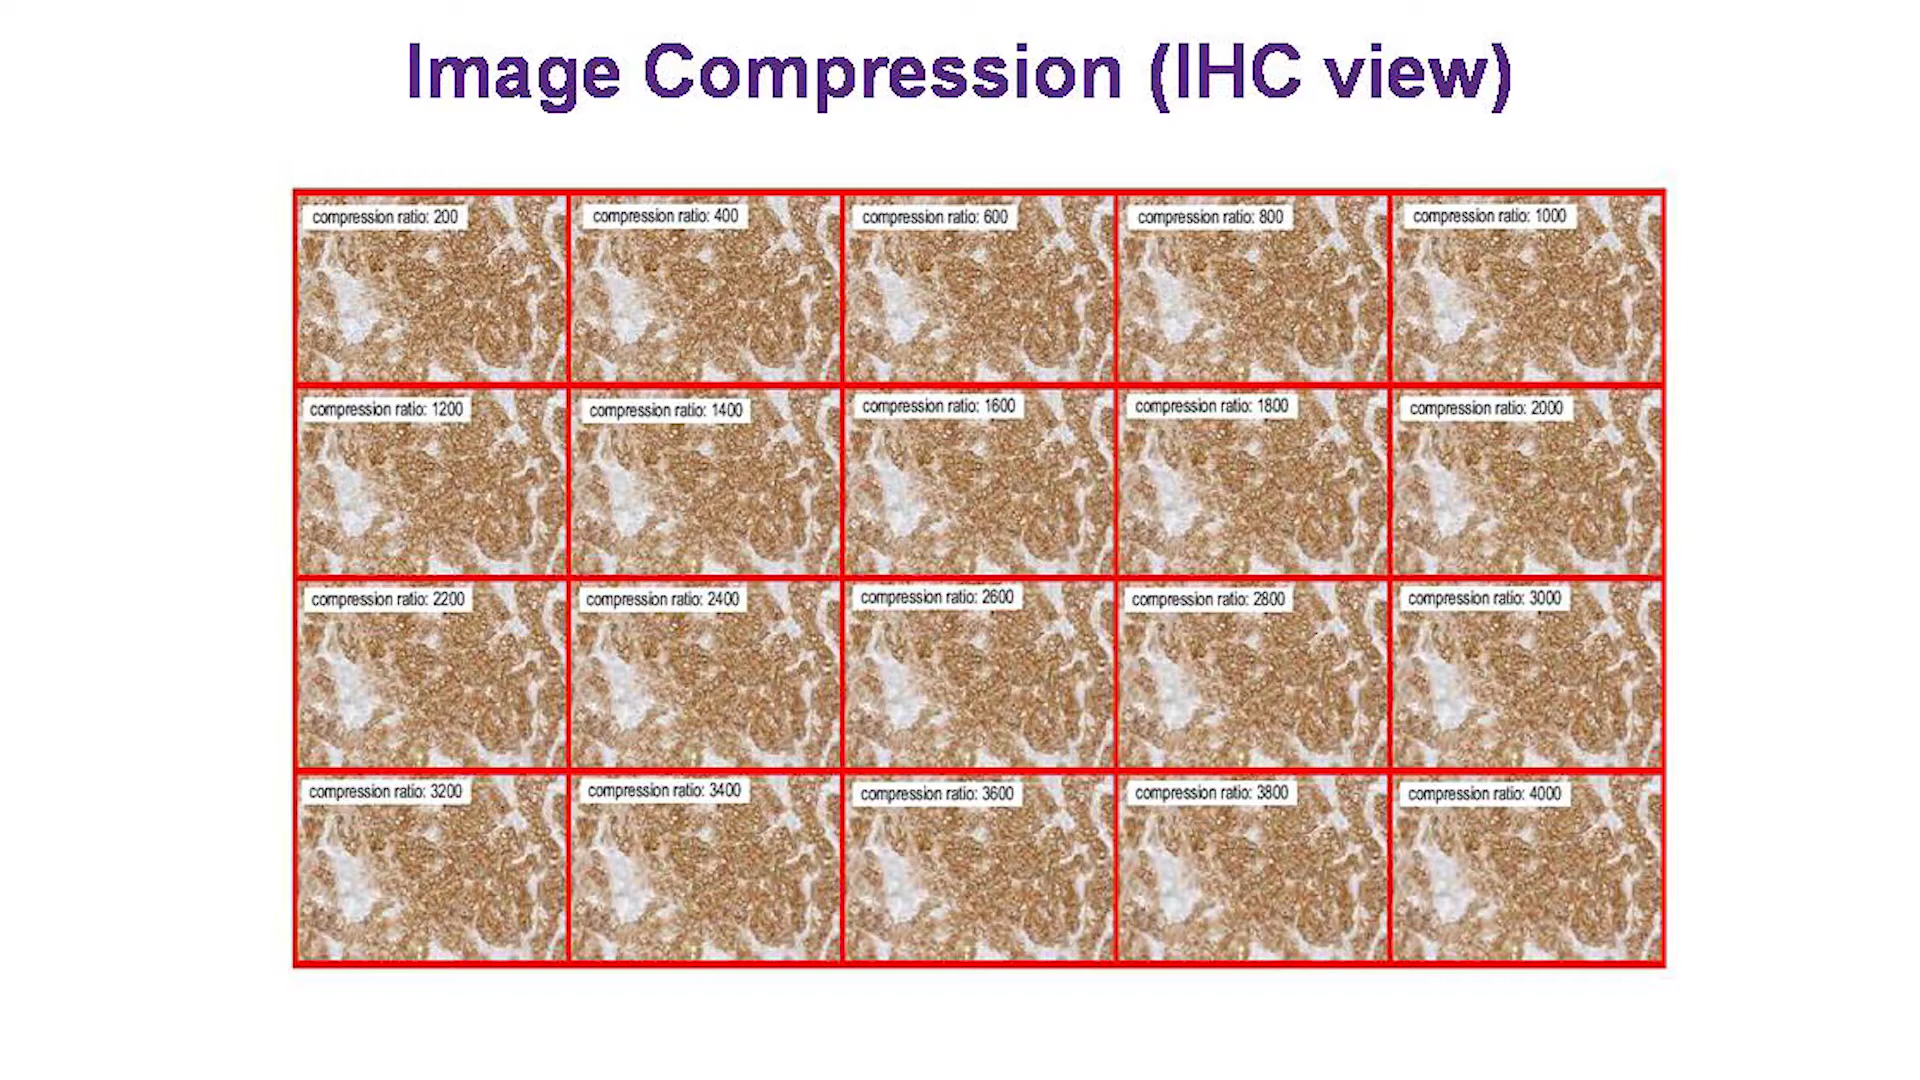 Image Compression (IHC view)
compression ratio: 200
compression ratio: 400
compression ratio: 600
compression ratio: 800
compression ratio: 1000
compression ratio: 1200
compression ratio: 1400
compression ratio: 1600
compression ratio: 1800
compression ratio: 2000
compression ratio: 2200
compression ratio: 2400
compression ratio: 2600
compression ratio: 2800
compression ratio: 3000
compression ratio: 3200
compression ratio: 3400
compression ratio: 3600
compression ratio: 3800
compression ratio: 4000